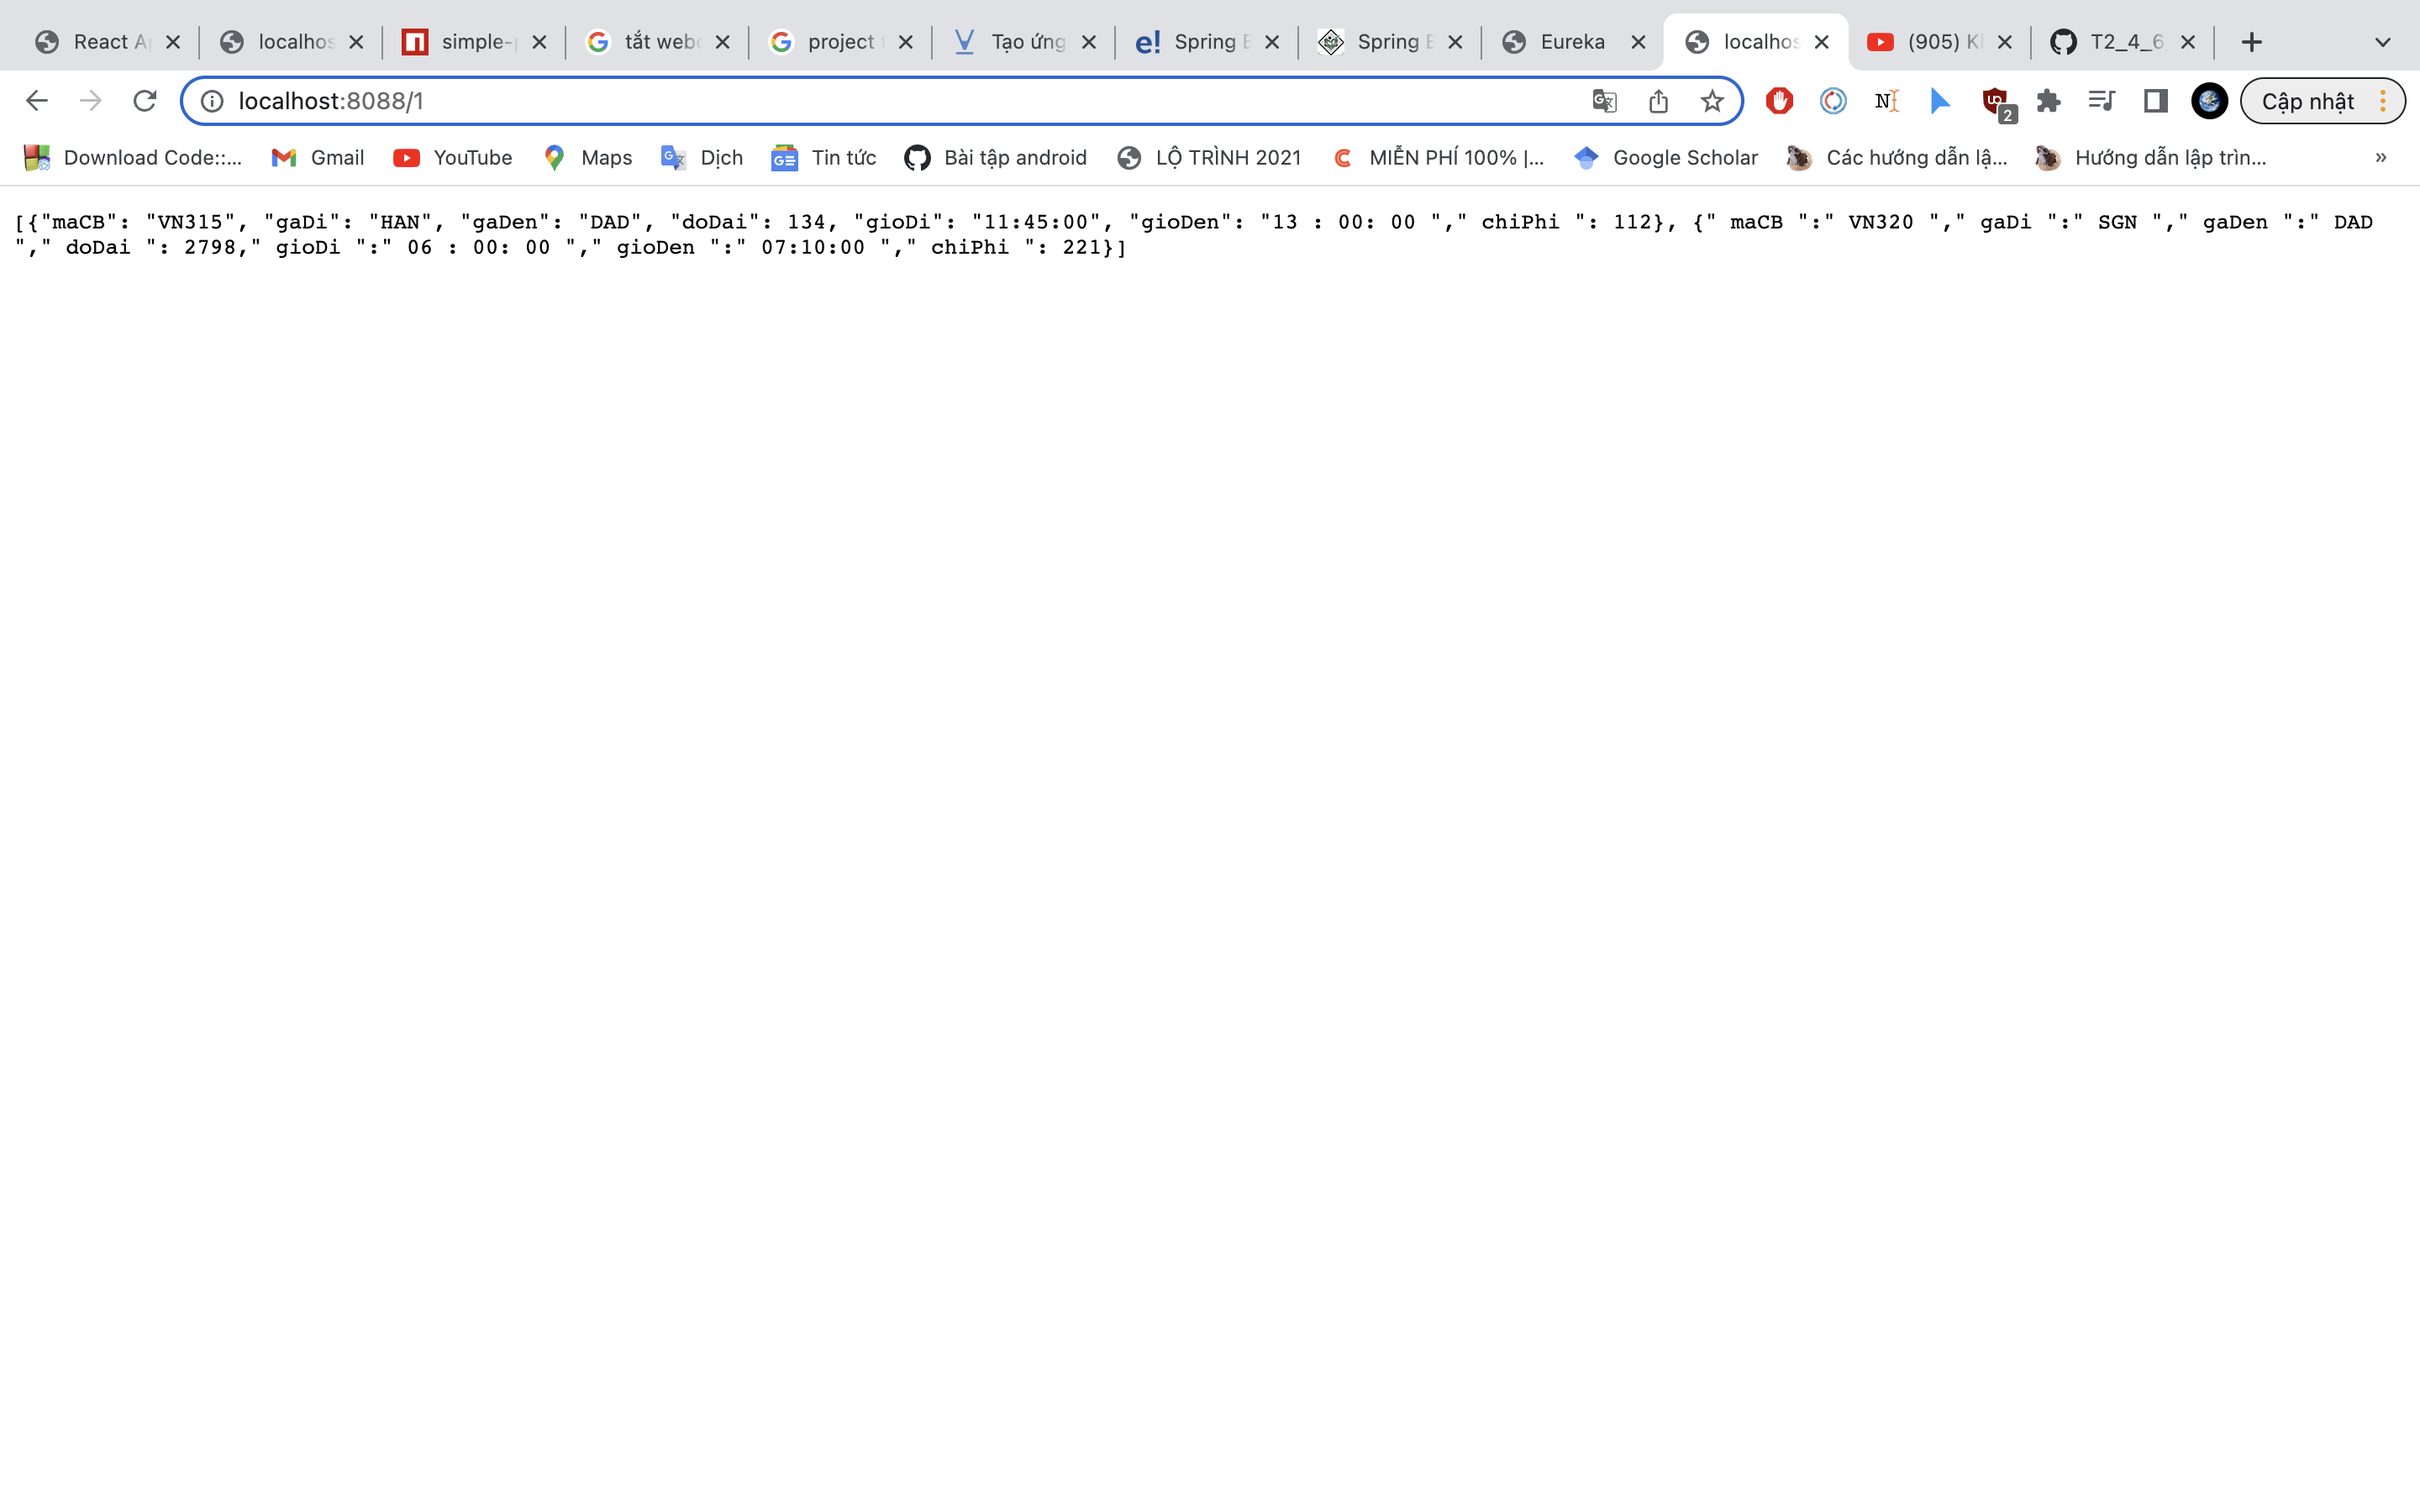 React A
localhos
simple-
tắt web
project
Tạo ứng
Spring
Spring
Eureka
localhos
(905) K
T2_4_6
localhost:8088/1
2
Cập nhật
Download Code::...
Gmail
YouTube
Maps
Dịch
Tin tức
Bài tập android
LỘ TRÌNH 2021
MIỄN PHÍ 100% |...
Google Scholar
Các hướng dẫn lậ...
Hướng dẫn lập trìn...
»
[{"maCB": "VN315", "gaDi": "HAN", "gaDen": "DAD", "doDai": 134, "gioDi": "11:45:00", "gioDen": "13 : 00: 00 "," chiPhi ": 112}, {" maCB ":" VN320 "," gaDi ":" SGN "," gaDen ":" DAD
"," doDai ": 2798," gioDi ":" 06 : 00: 00 "," gioDen ":" 07:10:00 "," chiPhi ": 221}]